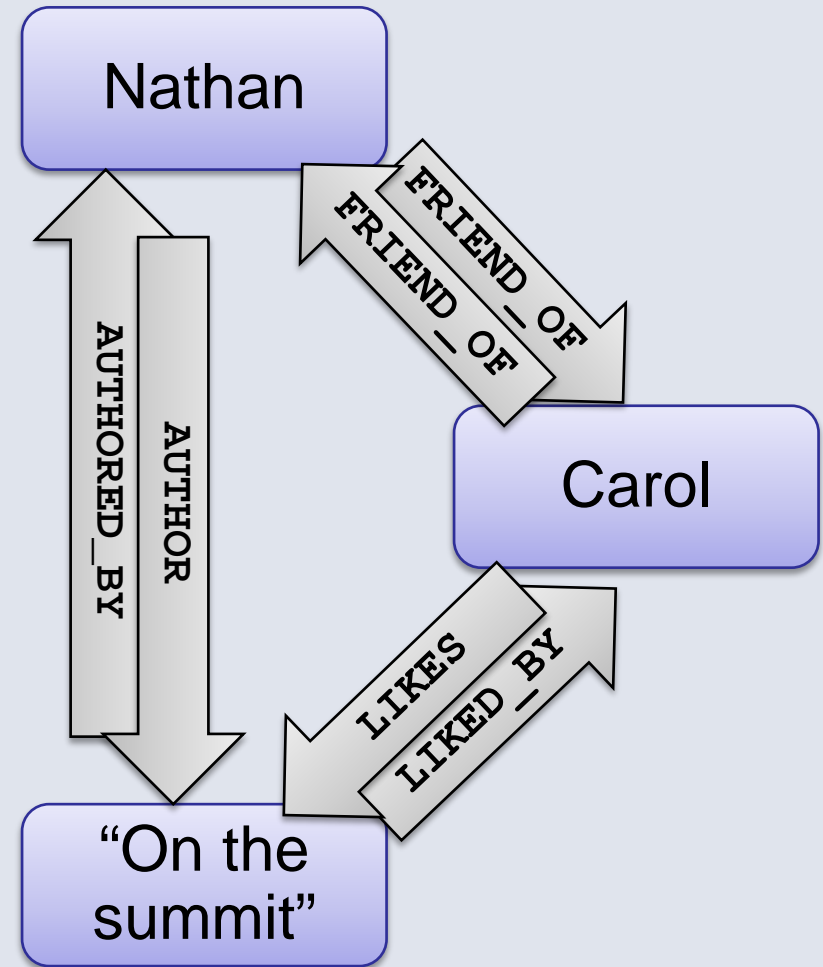 Nathan
FRIEND_OF
FRIEND_OF
AUTHORED_BY
AUTHOR
Carol
LIKES
LIKED_BY
“On the
summit”